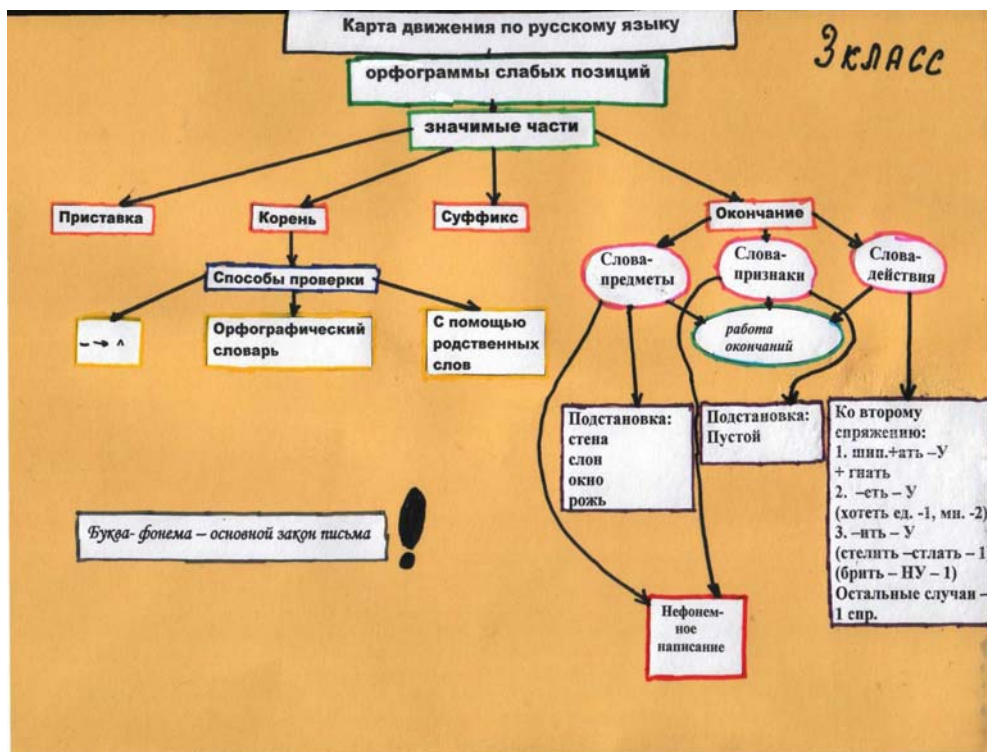 Карта движения по русскому языку
3 класс
орфограммы слабых позиций
значимые части
Приставка
Корень
Суффикс
Окончание
Слова-
предметы
Слова-
признаки
Слова-
действия
Способы проверки
– → ^
Орфографический
словарь
С помощью
родственных
слов
работа
окончаний
Подстановка:
стена
слон
окно
рожь
Подстановка:
Пустой
Ко второму
спряжению:
1. шип.+ать –У
+ гнать
2. –еть – У
(хотеть ед. -1, мн. -2)
3. –ить – У
(стелить –стлать – 1
(брить – НУ – 1)
Остальные случаи –
1 спр.
Буква- фонема – основной закон письма
!
Нефонем-
ное
написание